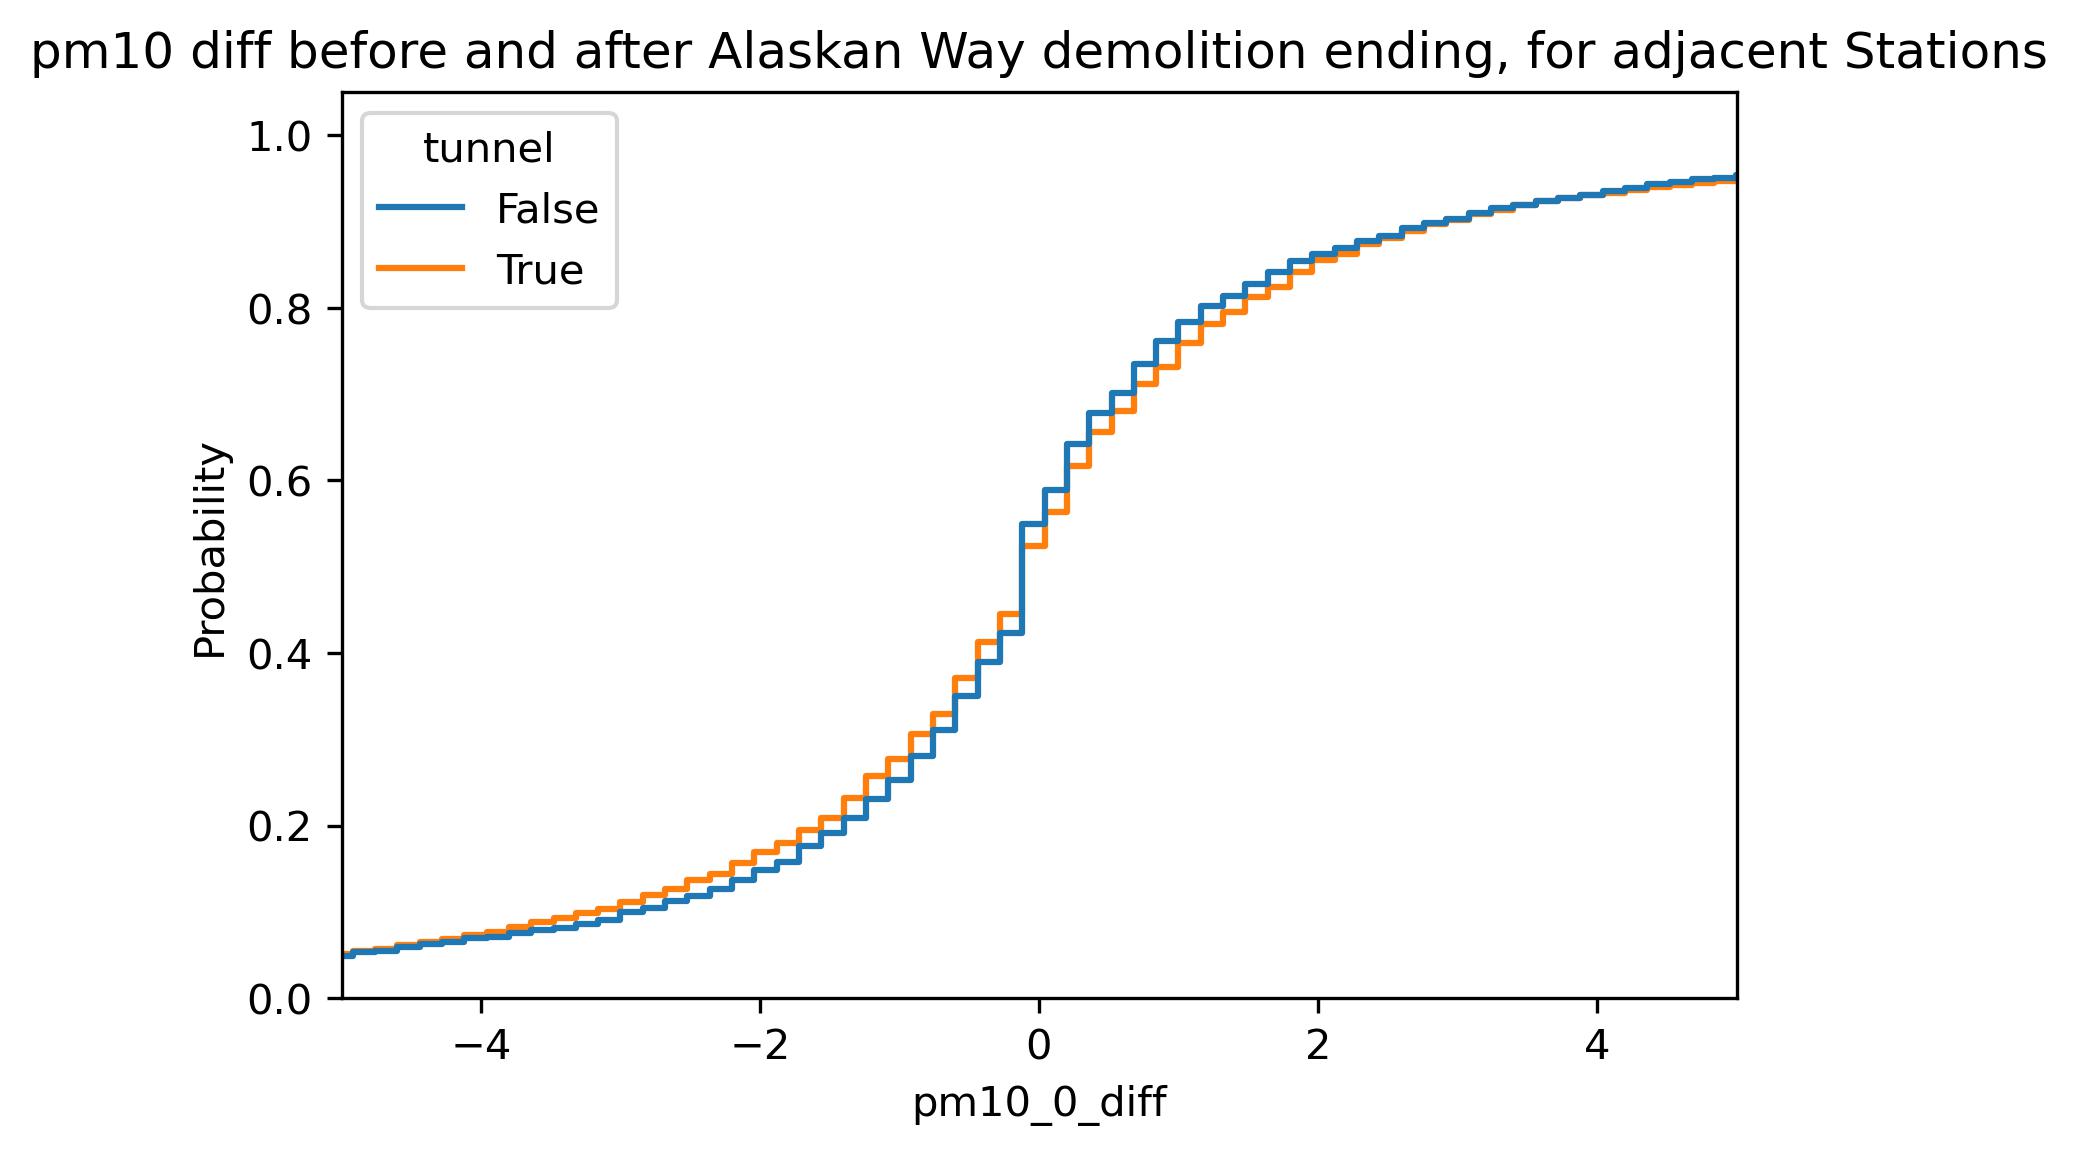 pm10 diff before and after Alaskan Way demolition ending, for adjacent Stations
tunnel
False
True
1.0
0.8
0.6
0.4
0.2
0.0
Probability
−4
−2
0
2
4
pm10_0_diff